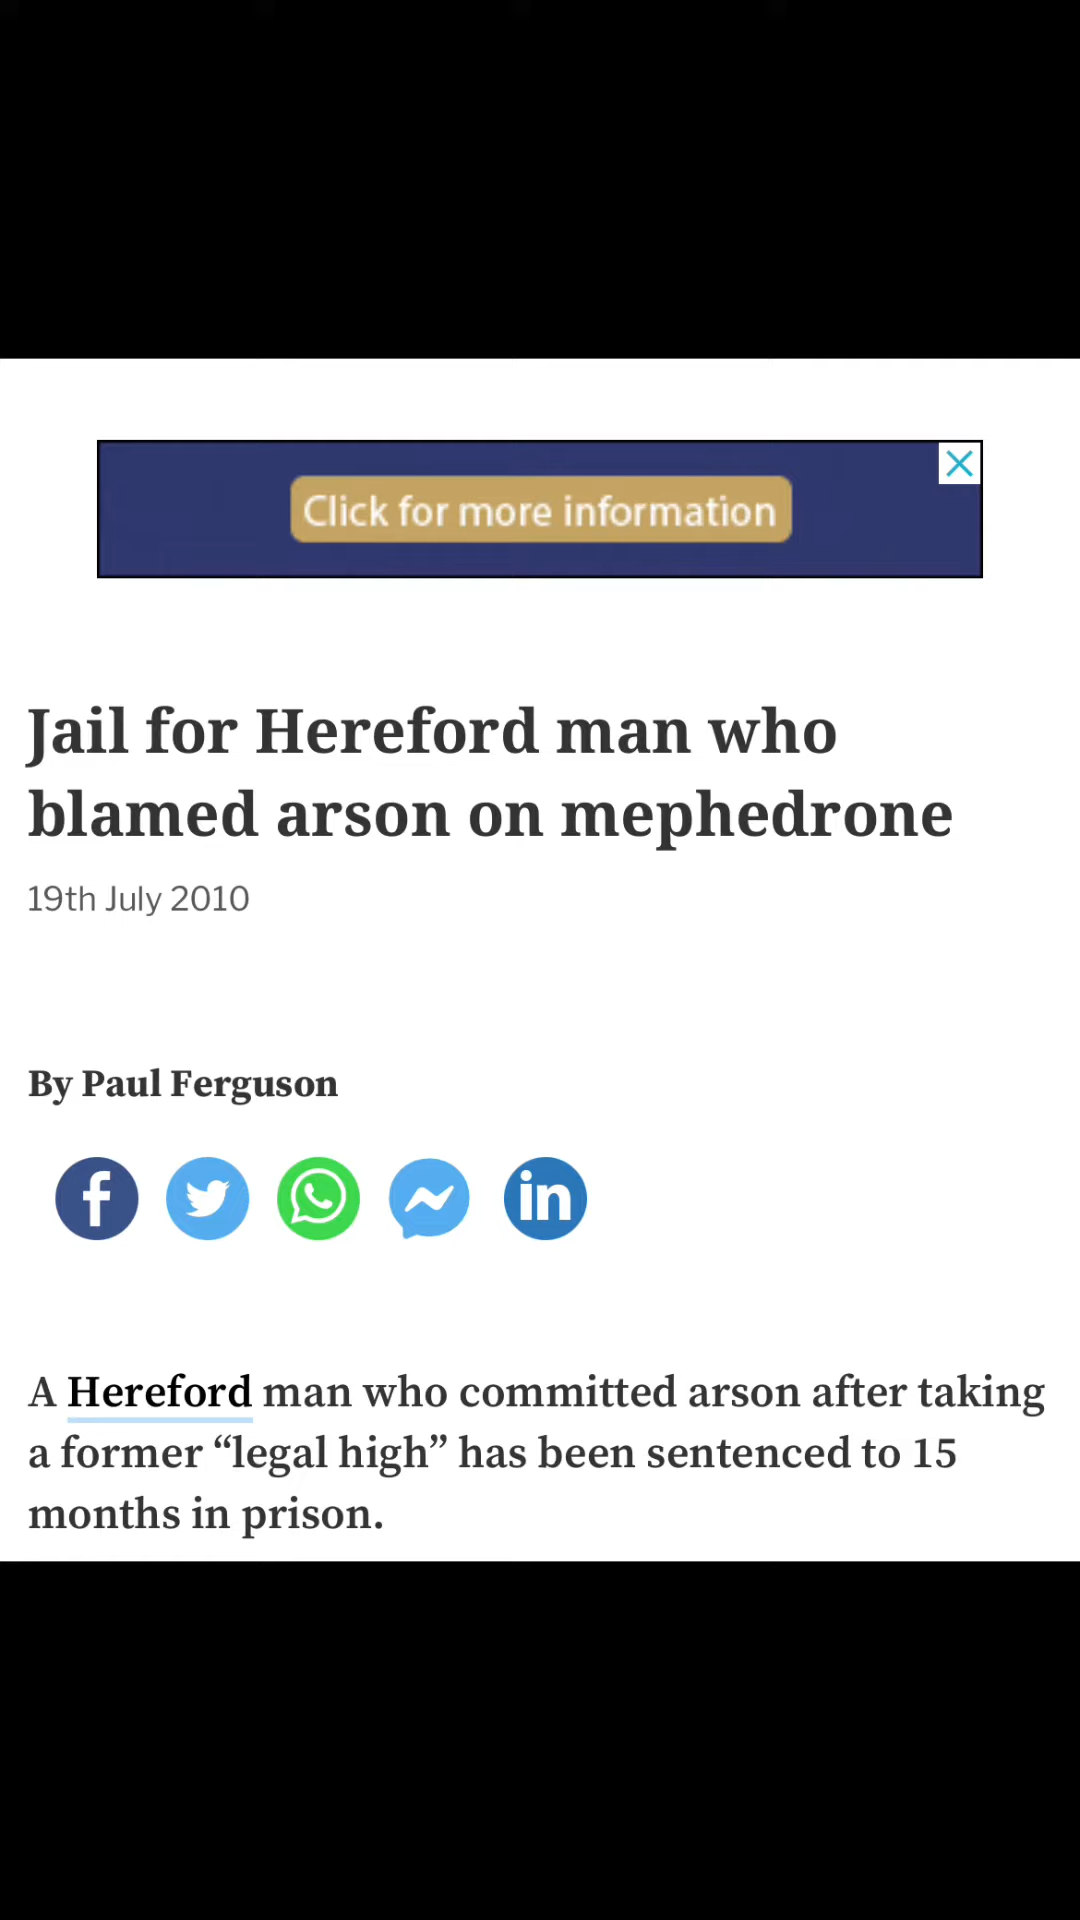 Click for more information
Jail for Hereford man who
blamed arson on mephedrone
19th July 2010
By Paul Ferguson
A Hereford man who committed arson after taking
a former “legal high” has been sentenced to 15
months in prison.